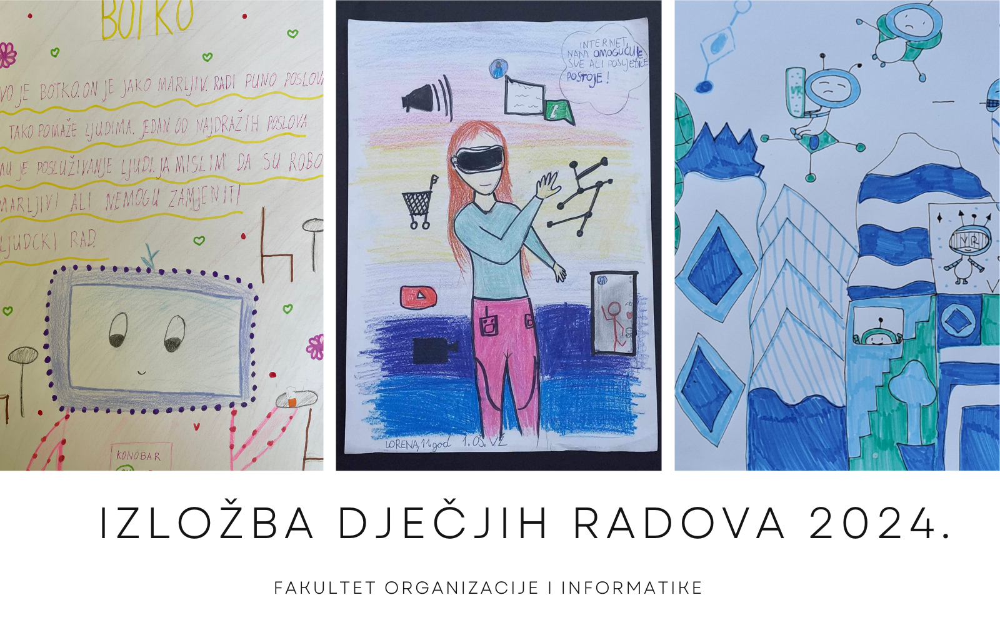 BOTKO
VO JE BOTKO. ON JE JAKO MARLJIV. RADI PUNO POSLOVA
TAKO POMAŽE LJUDIMA. JEDAN OD NAJDRAŽIH POSLOVA
MU JE POSLUŽIVANJE LJUDI. JA MISLIM DA SU ROBO
MARLJIVI ALI NEMOGU ZAMJENITI
LJUDCKI RAD.
KONOBAR
INTERNET,
NAM OMOGUĆUJE
SVE ALI POSLJEDICE
POSTOJE!
LORENA, 11.god 1.OŠ. VŽ
VR
VR
IZLOŽBA DJEČJIH RADOVA 2024.
FAKULTET ORGANIZACIJE I INFORMATIKE